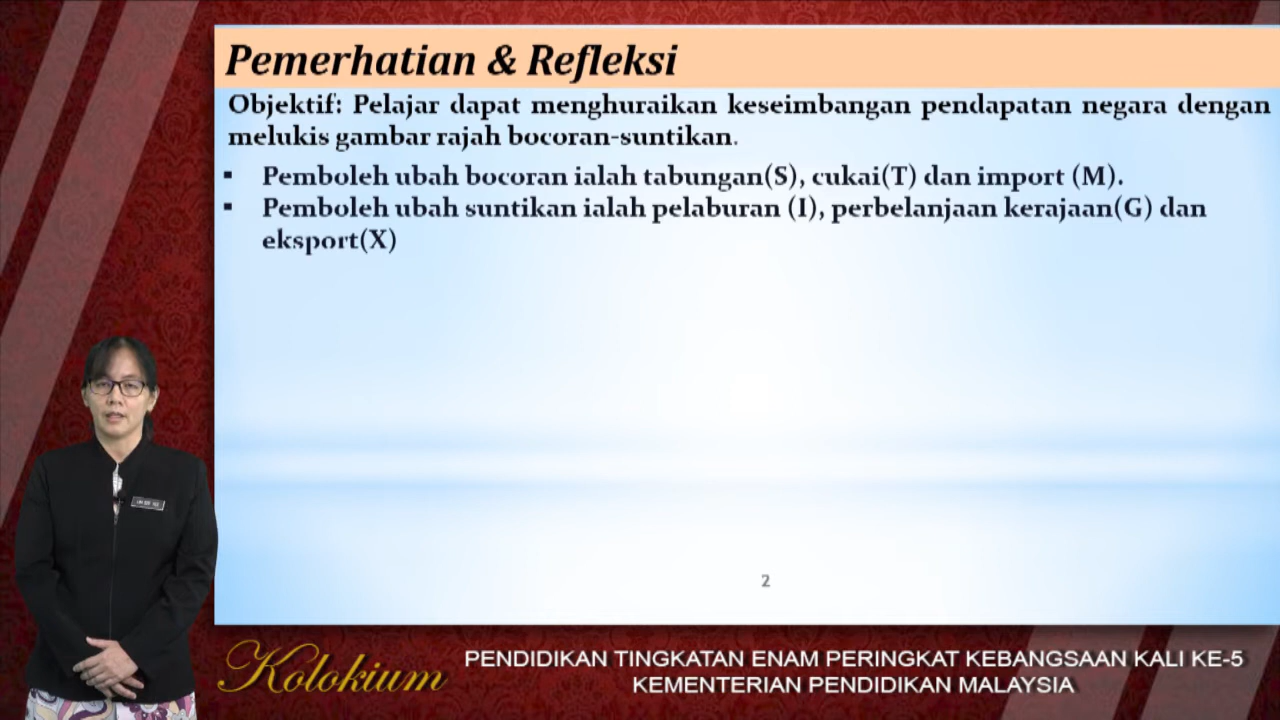 Pemerhatian & Refleksi
Objektif: Pelajar dapat menghuraikan keseimbangan pendapatan negara dengan
melukis gambar rajah bocoran-suntikan.
▪ Pemboleh ubah bocoran ialah tabungan(S), cukai(T) dan import (M).
▪ Pemboleh ubah suntikan ialah pelaburan (I), perbelanjaan kerajaan(G) dan
eksport(X)
2
Kolokium
PENDIDIKAN TINGKATAN ENAM PERINGKAT KEBANGSAAN KALI KE-5
KEMENTERIAN PENDIDIKAN MALAYSIA